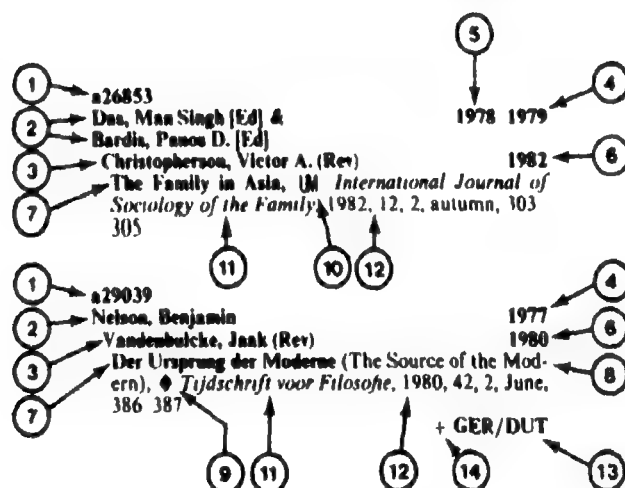 5
1 a26853 4
2 Das, Man Singh [Ed] & 1978 1979
Bardis, Panos D. [Ed]
3 Christopherson, Victor A. (Rev) 1982 6
7 The Family in Asia, UM International Journal of
Sociology of the Family, 1982, 12, 2, autumn, 303
305
11 10 12
1 a29039 4
2 Nelson, Benjamin 1977
3 Vandenbulcke, Jaak (Rev) 1980 6
7 Der Ursprung der Moderne (The Source of the Mod- 8
ern), ♦ Tijdschrift voor Filosofie, 1980, 42, 2, June,
386 387
+ GER/DUT
9 11 12 14 13